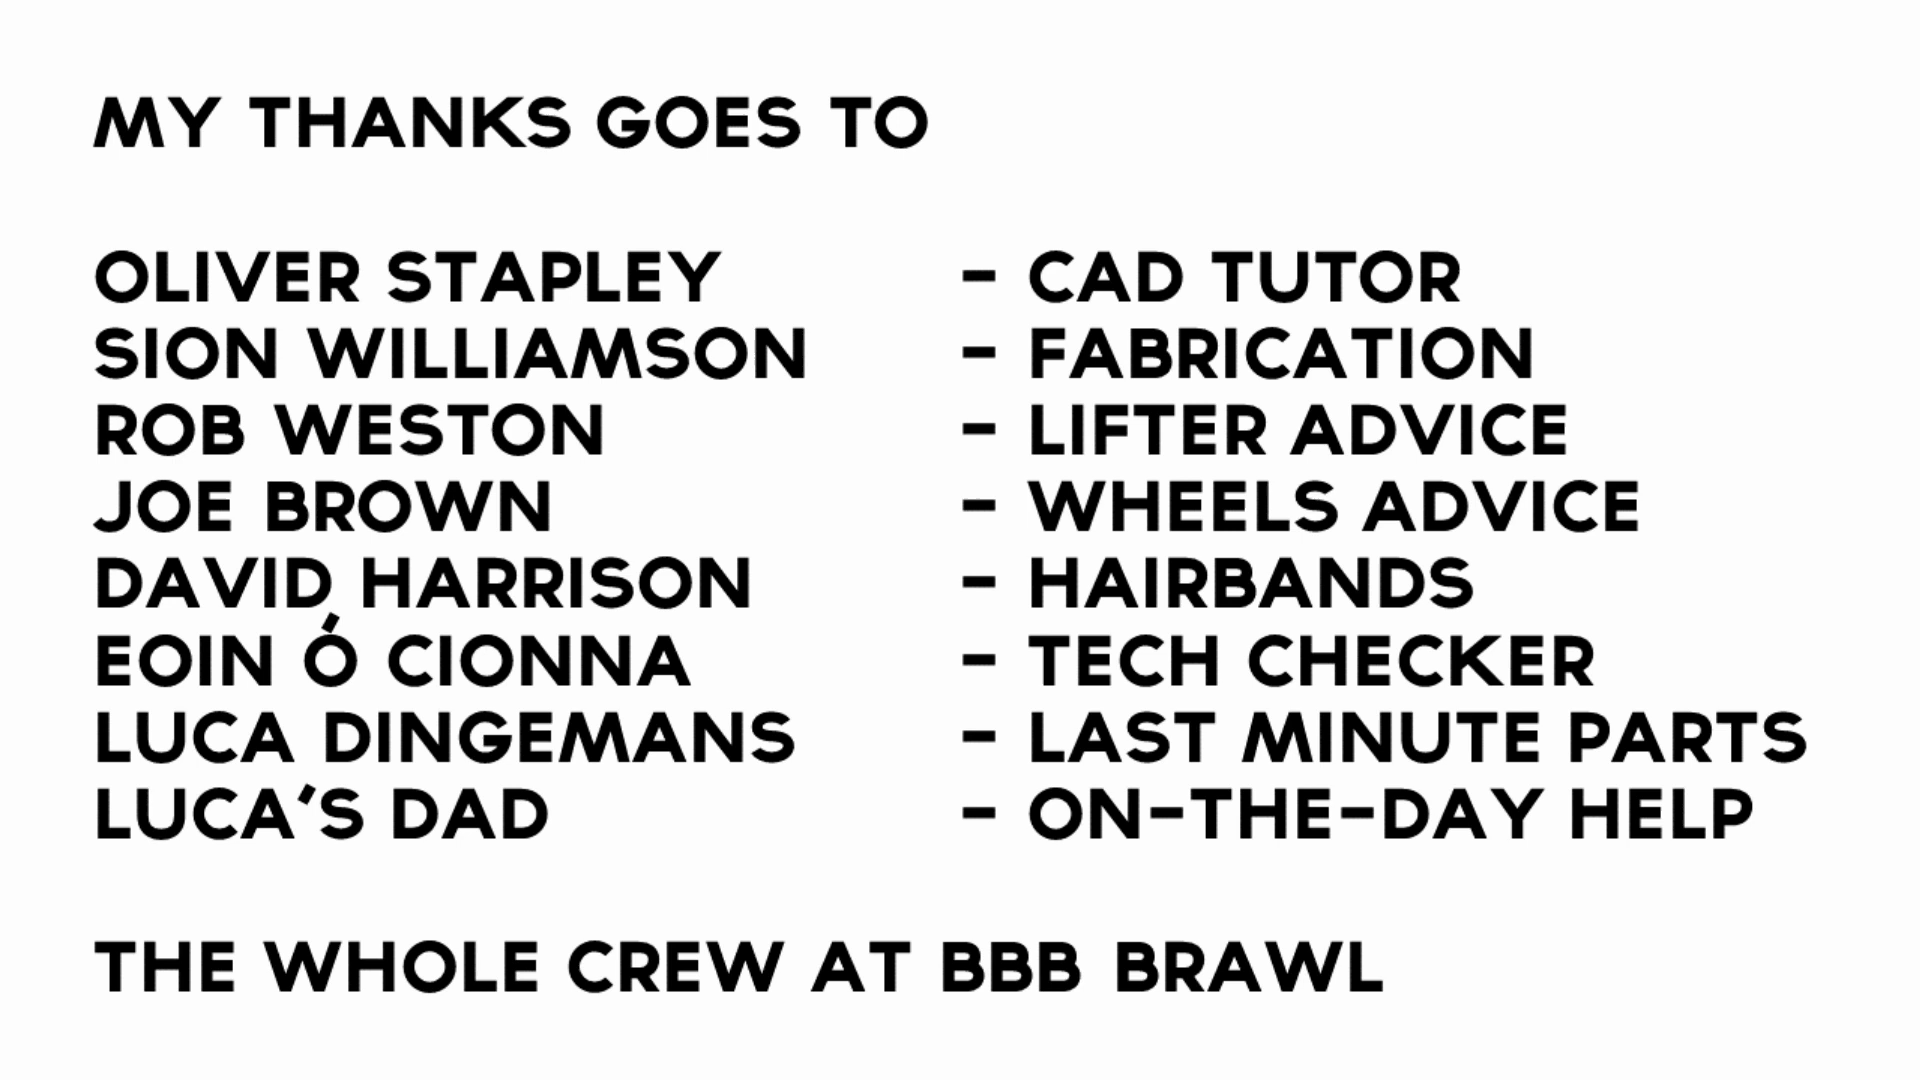 MY THANKS GOES TO
OLIVER STAPLEY - CAD TUTOR
SION WILLIAMSON - FABRICATION
ROB WESTON - LIFTER ADVICE
JOE BROWN - WHEELS ADVICE
DAVID HARRISON - HAIRBANDS
EOIN Ó CIONNA - TECH CHECKER
LUCA DINGEMANS - LAST MINUTE PARTS
LUCA'S DAD - ON-THE-DAY HELP
THE WHOLE CREW AT BBB BRAWL